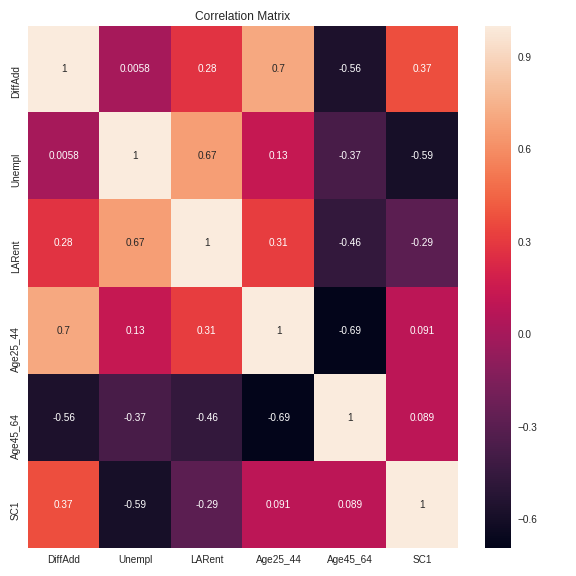 Correlation Matrix
DiffAdd 1 0.0058 0.28 0.7 -0.56 0.37
Unempl 0.0058 1 0.67 0.13 -0.37 -0.59
LARent 0.28 0.67 1 0.31 -0.46 -0.29
Age25_44 0.7 0.13 0.31 1 -0.69 0.091
Age45_64 -0.56 -0.37 -0.46 -0.69 1 0.089
SC1 0.37 -0.59 -0.29 0.091 0.089 1
DiffAdd Unempl LARent Age25_44 Age45_64 SC1
0.9
0.6
0.3
0.0
−0.3
−0.6